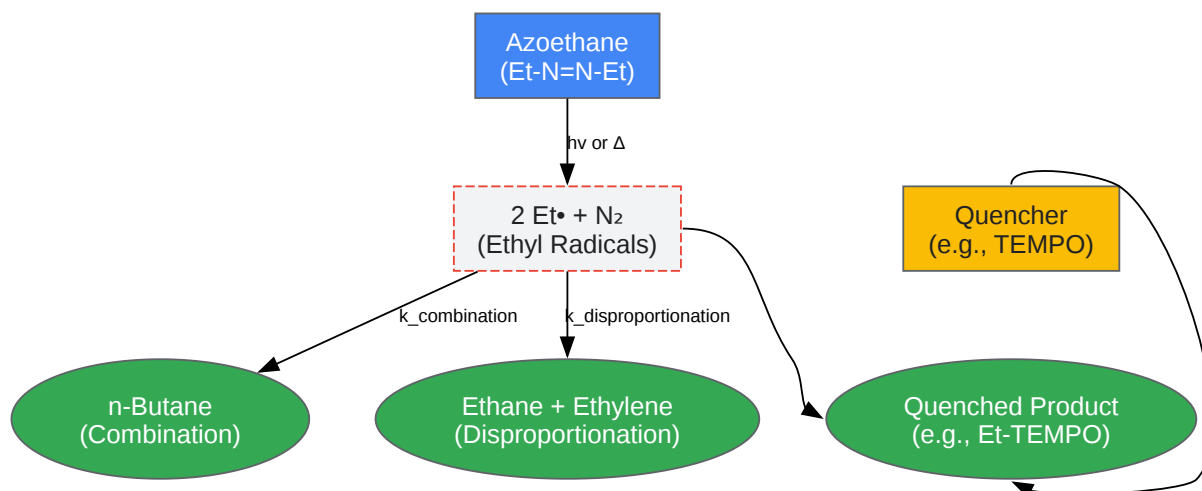 Azoethane
(Et-N=N-Et)
hv or Δ
2 Et• + N₂
(Ethyl Radicals)
Quencher
(e.g., TEMPO)
k_combination
k_disproportionation
n-Butane
(Combination)
Ethane + Ethylene
(Disproportionation)
Quenched Product
(e.g., Et-TEMPO)